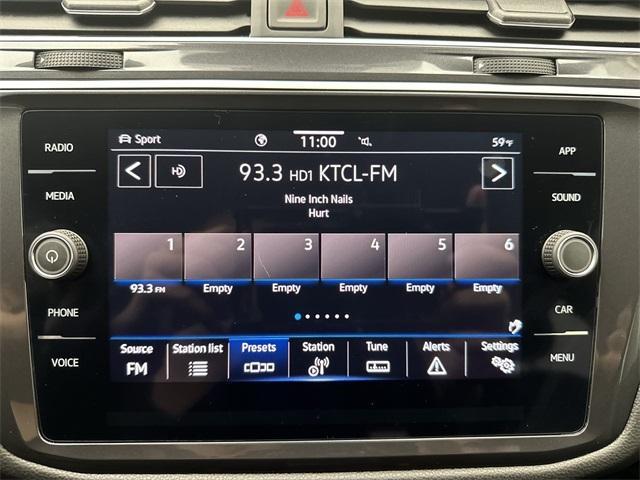 Sport 11:00 59°F
RADIO
APP
93.3 HD1 KTCL-FM
MEDIA
SOUND
Nine Inch Nails
Hurt
1 2 3 4 5 6
93.3 FM Empty Empty Empty Empty Empty
PHONE
CAR
Source Station list Presets Station Tune Alerts Settings
FM
VOICE
MENU